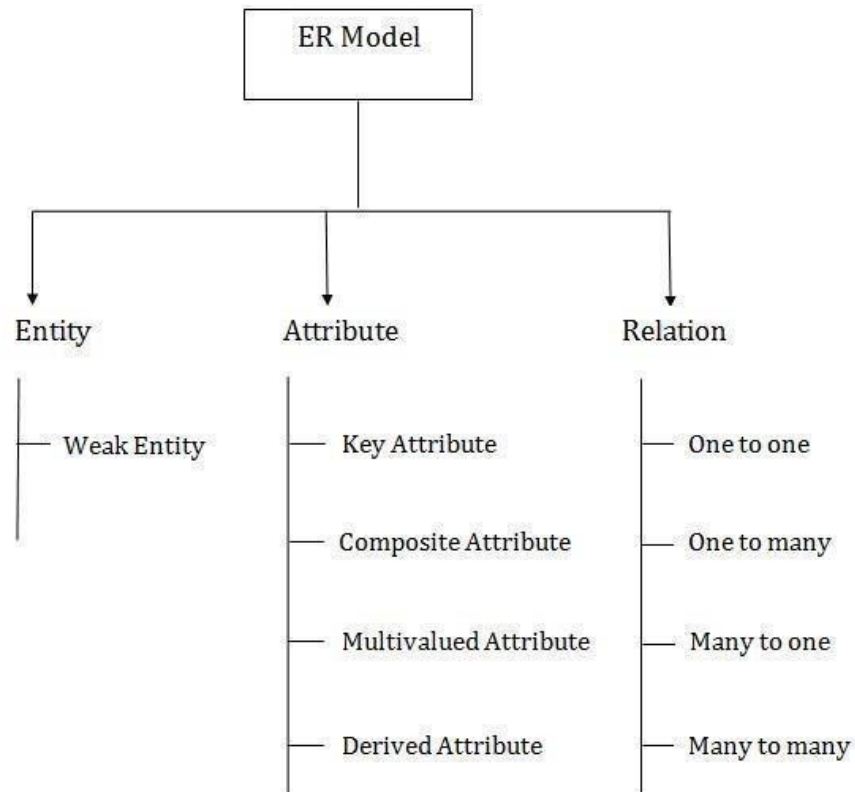 ER Model
Entity
Attribute
Relation
Weak Entity
Key Attribute
One to one
Composite Attribute
One to many
Multivalued Attribute
Many to one
Derived Attribute
Many to many